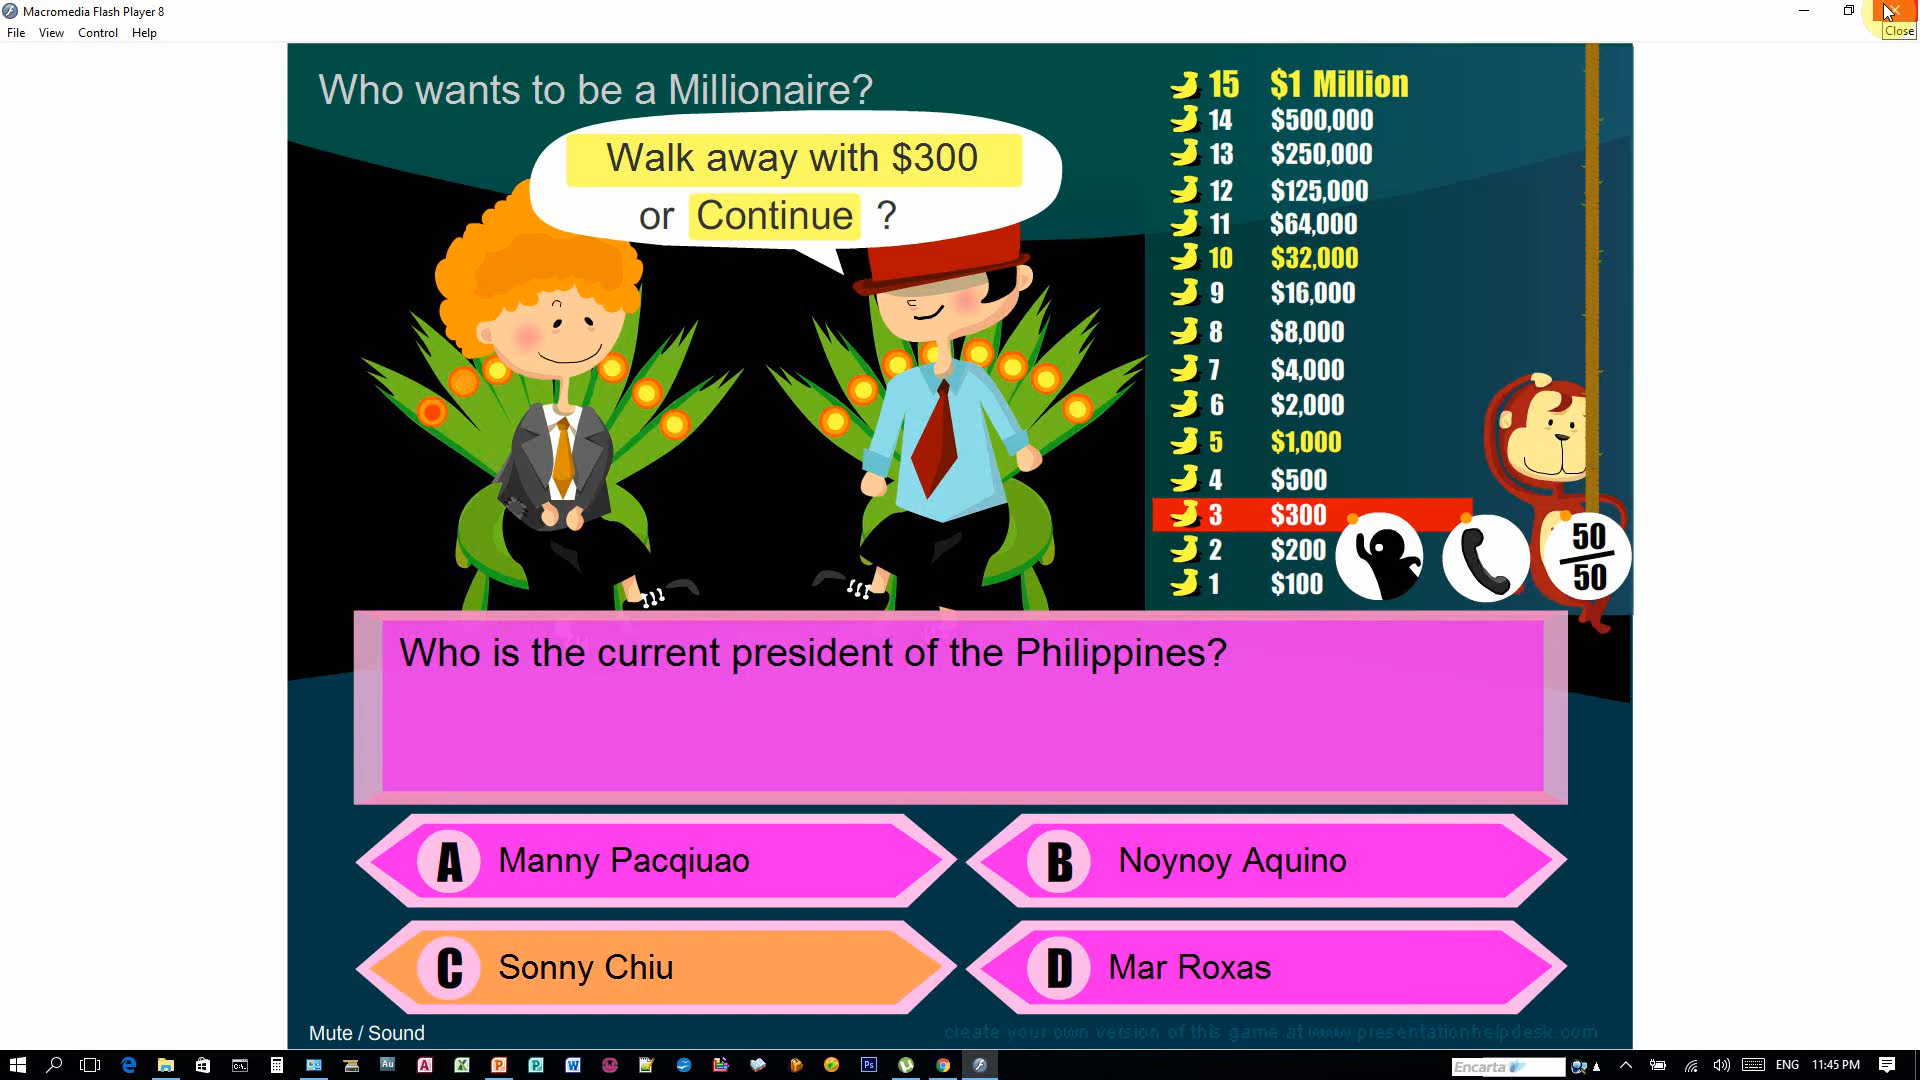 Macromedia Flash Player 8
Close
File View Control Help
Who wants to be a Millionaire?
Walk away with $300
or Continue ?
15 $1 Million
14 $500,000
13 $250,000
12 $125,000
11 $64,000
10 $32,000
9 $16,000
8 $8,000
7 $4,000
6 $2,000
5 $1,000
4 $500
3 $300
2 $200
1 $100
50
50
Who is the current president of the Philippines?
A Manny Pacqiuao
B Noynoy Aquino
C Sonny Chiu
D Mar Roxas
Mute / Sound
create your own version of this game at www.presentationhelpdesk.com
Encarta
ENG 11:45 PM